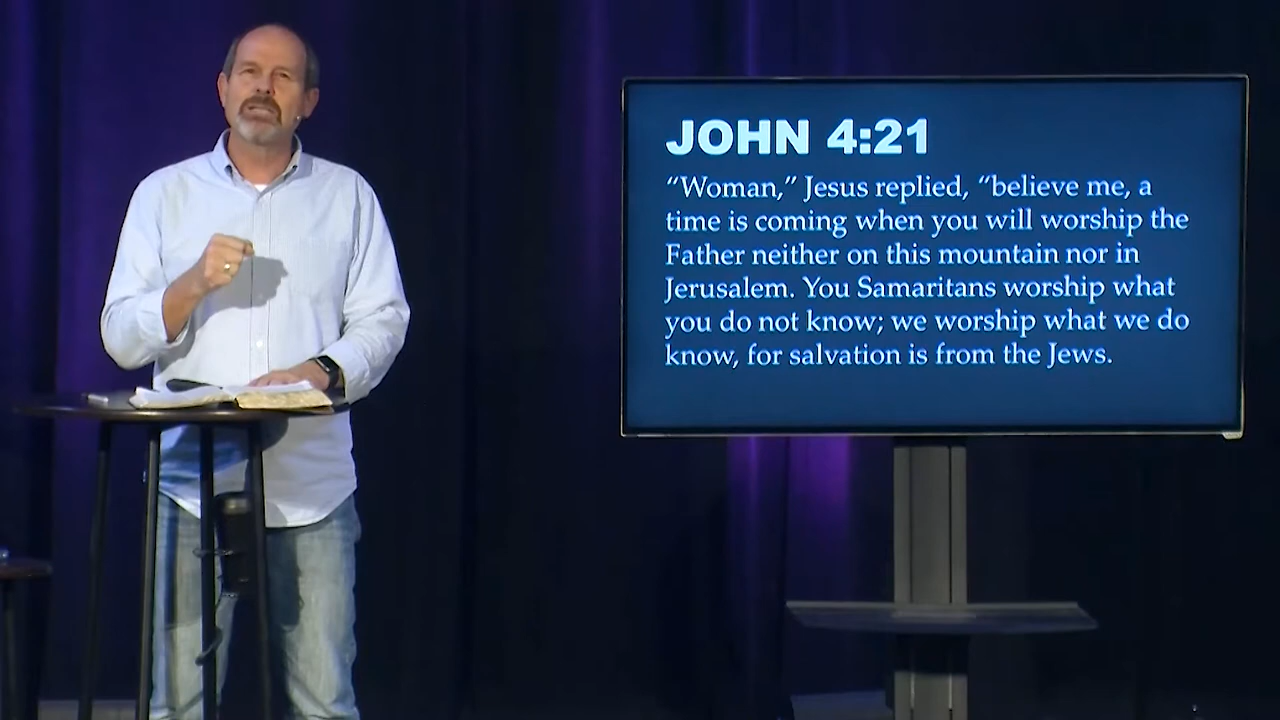 JOHN 4:21
“Woman,” Jesus replied, “believe me, a
time is coming when you will worship the
Father neither on this mountain nor in
Jerusalem. You Samaritans worship what
you do not know; we worship what we do
know, for salvation is from the Jews.